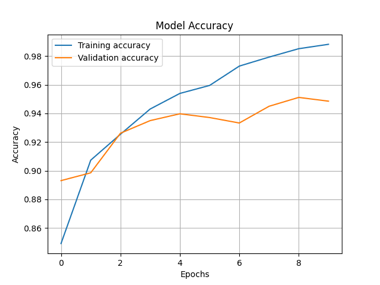 Model Accuracy
Training accuracy
Validation accuracy
0.98
0.96
0.94
0.92
0.90
0.88
0.86
Accuracy
0 2 4 6 8
Epochs